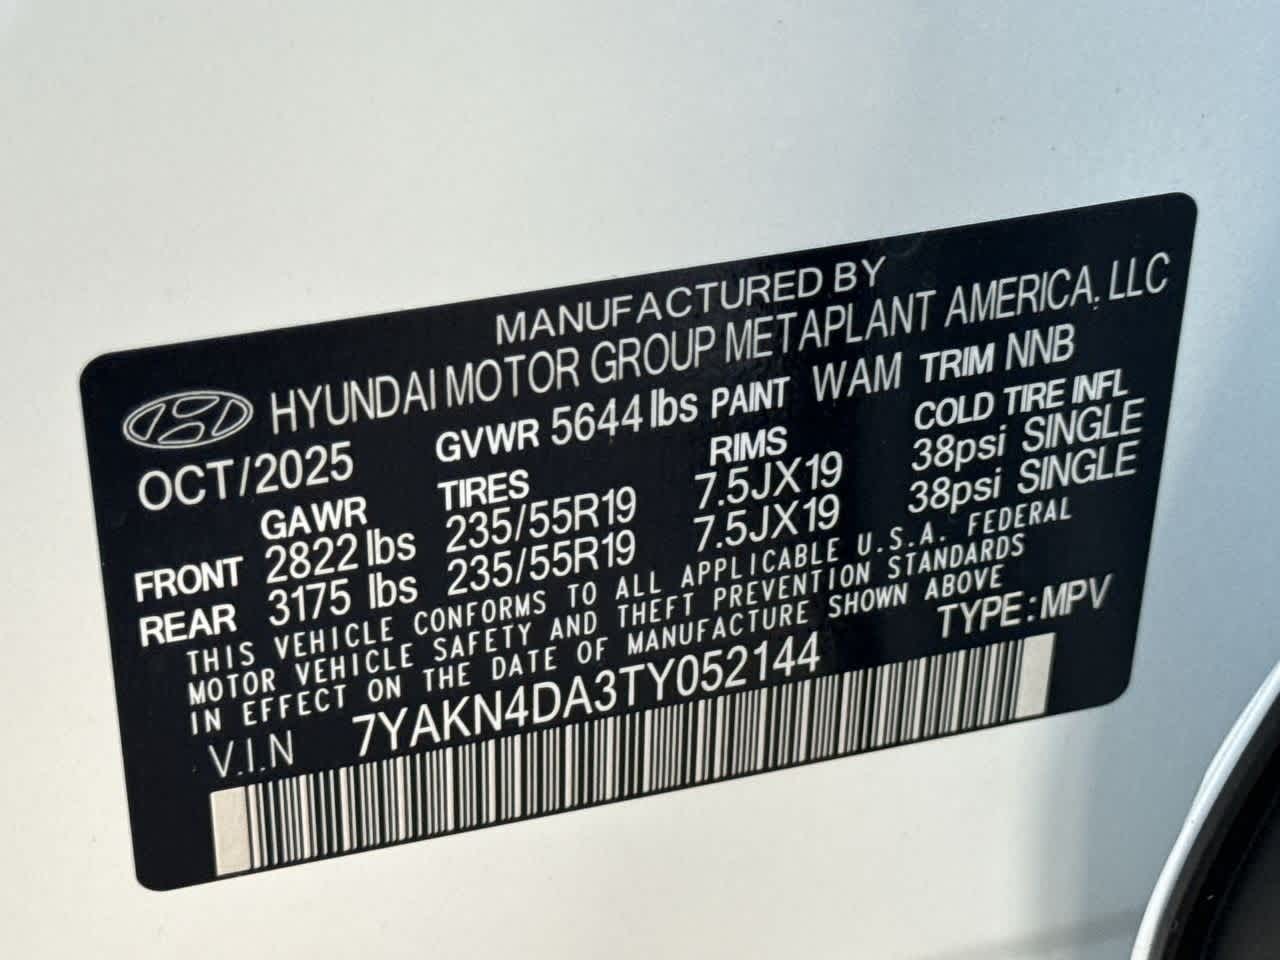 MANUFACTURED BY
HYUNDAI MOTOR GROUP METAPLANT AMERICA. LLC
OCT/2025 GVWR 5644 lbs PAINT WAM TRIM NNB
GAWR TIRES RIMS COLD TIRE INFL
FRONT 2822 lbs 235/55R19 7.5JX19 38psi SINGLE
REAR 3175 lbs 235/55R19 7.5JX19 38psi SINGLE
THIS VEHICLE CONFORMS TO ALL APPLICABLE U.S.A. FEDERAL
MOTOR VEHICLE SAFETY AND THEFT PREVENTION STANDARDS
IN EFFECT ON THE DATE OF MANUFACTURE SHOWN ABOVE
V.I.N 7YAKN4DA3TY052144 TYPE:MPV